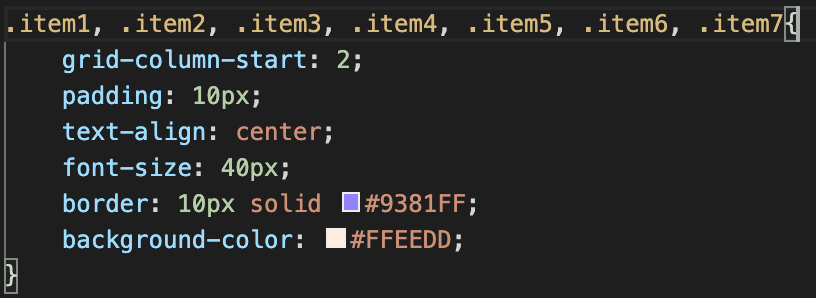 .item1, .item2, .item3, .item4, .item5, .item6, .item7{
grid-column-start: 2;
padding: 10px;
text-align: center;
font-size: 40px;
border: 10px solid #9381FF;
background-color: #FFEEDD;
}